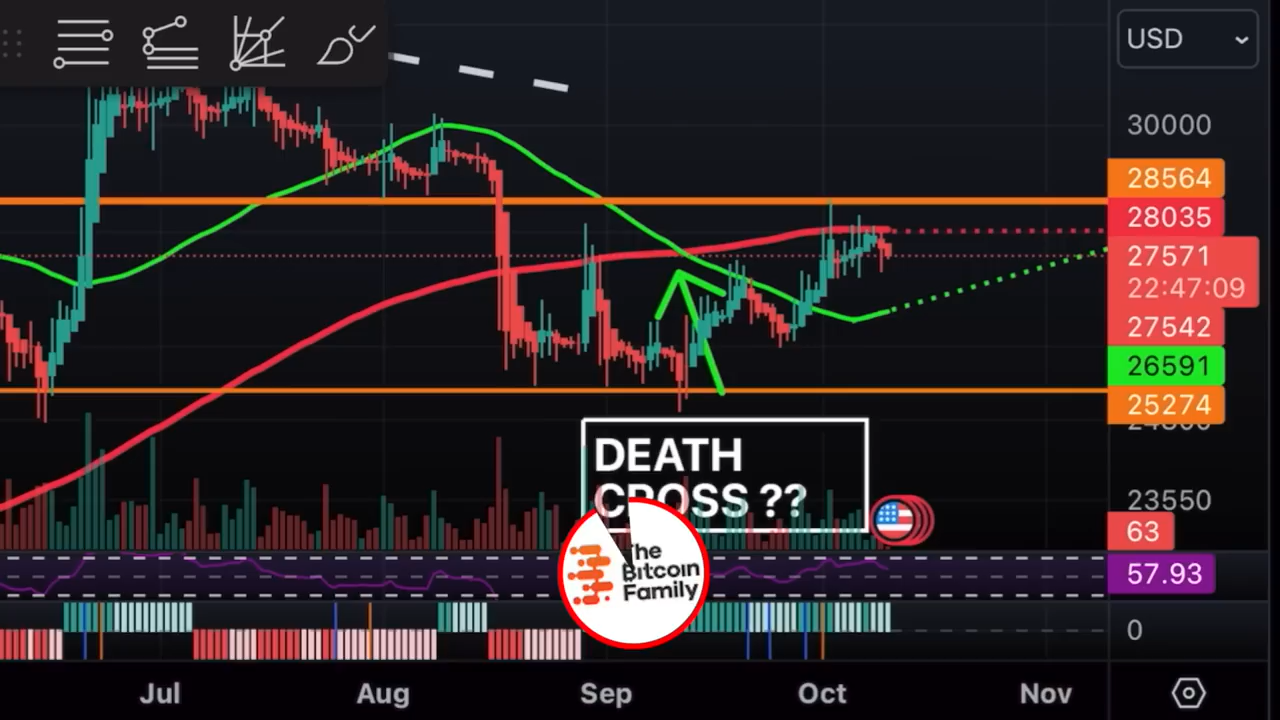 USD
30000
28564
28035
27571
22:47:09
27542
26591
25274
DEATH
CROSS ??
23550
63
The
Bitcoin
Family
57.93
0
Jul Aug Sep Oct Nov